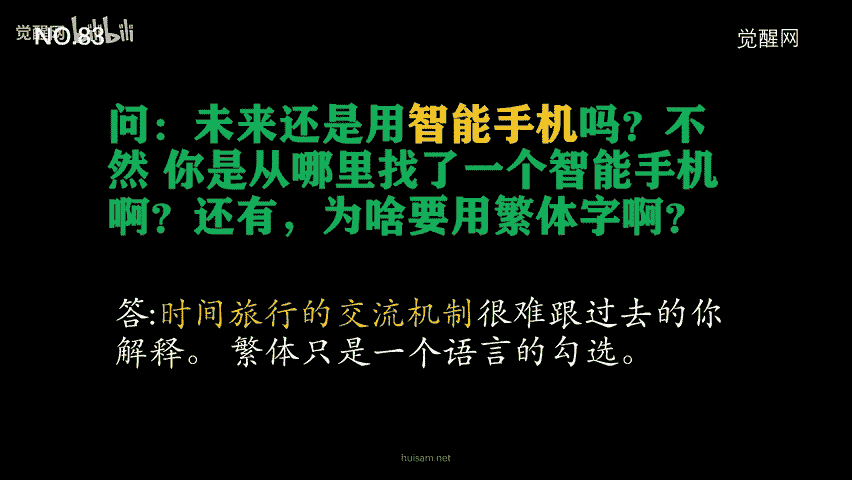 觉醒网 bilibili
NO.83
觉醒网
问：未来还是用智能手机吗？不
然 你是从哪里找了一个智能手机
啊？还有，为啥要用繁体字啊？
答:时间旅行的交流机制很难跟过去的你
解释。 繁体只是一个语言的勾选。
huisam.net